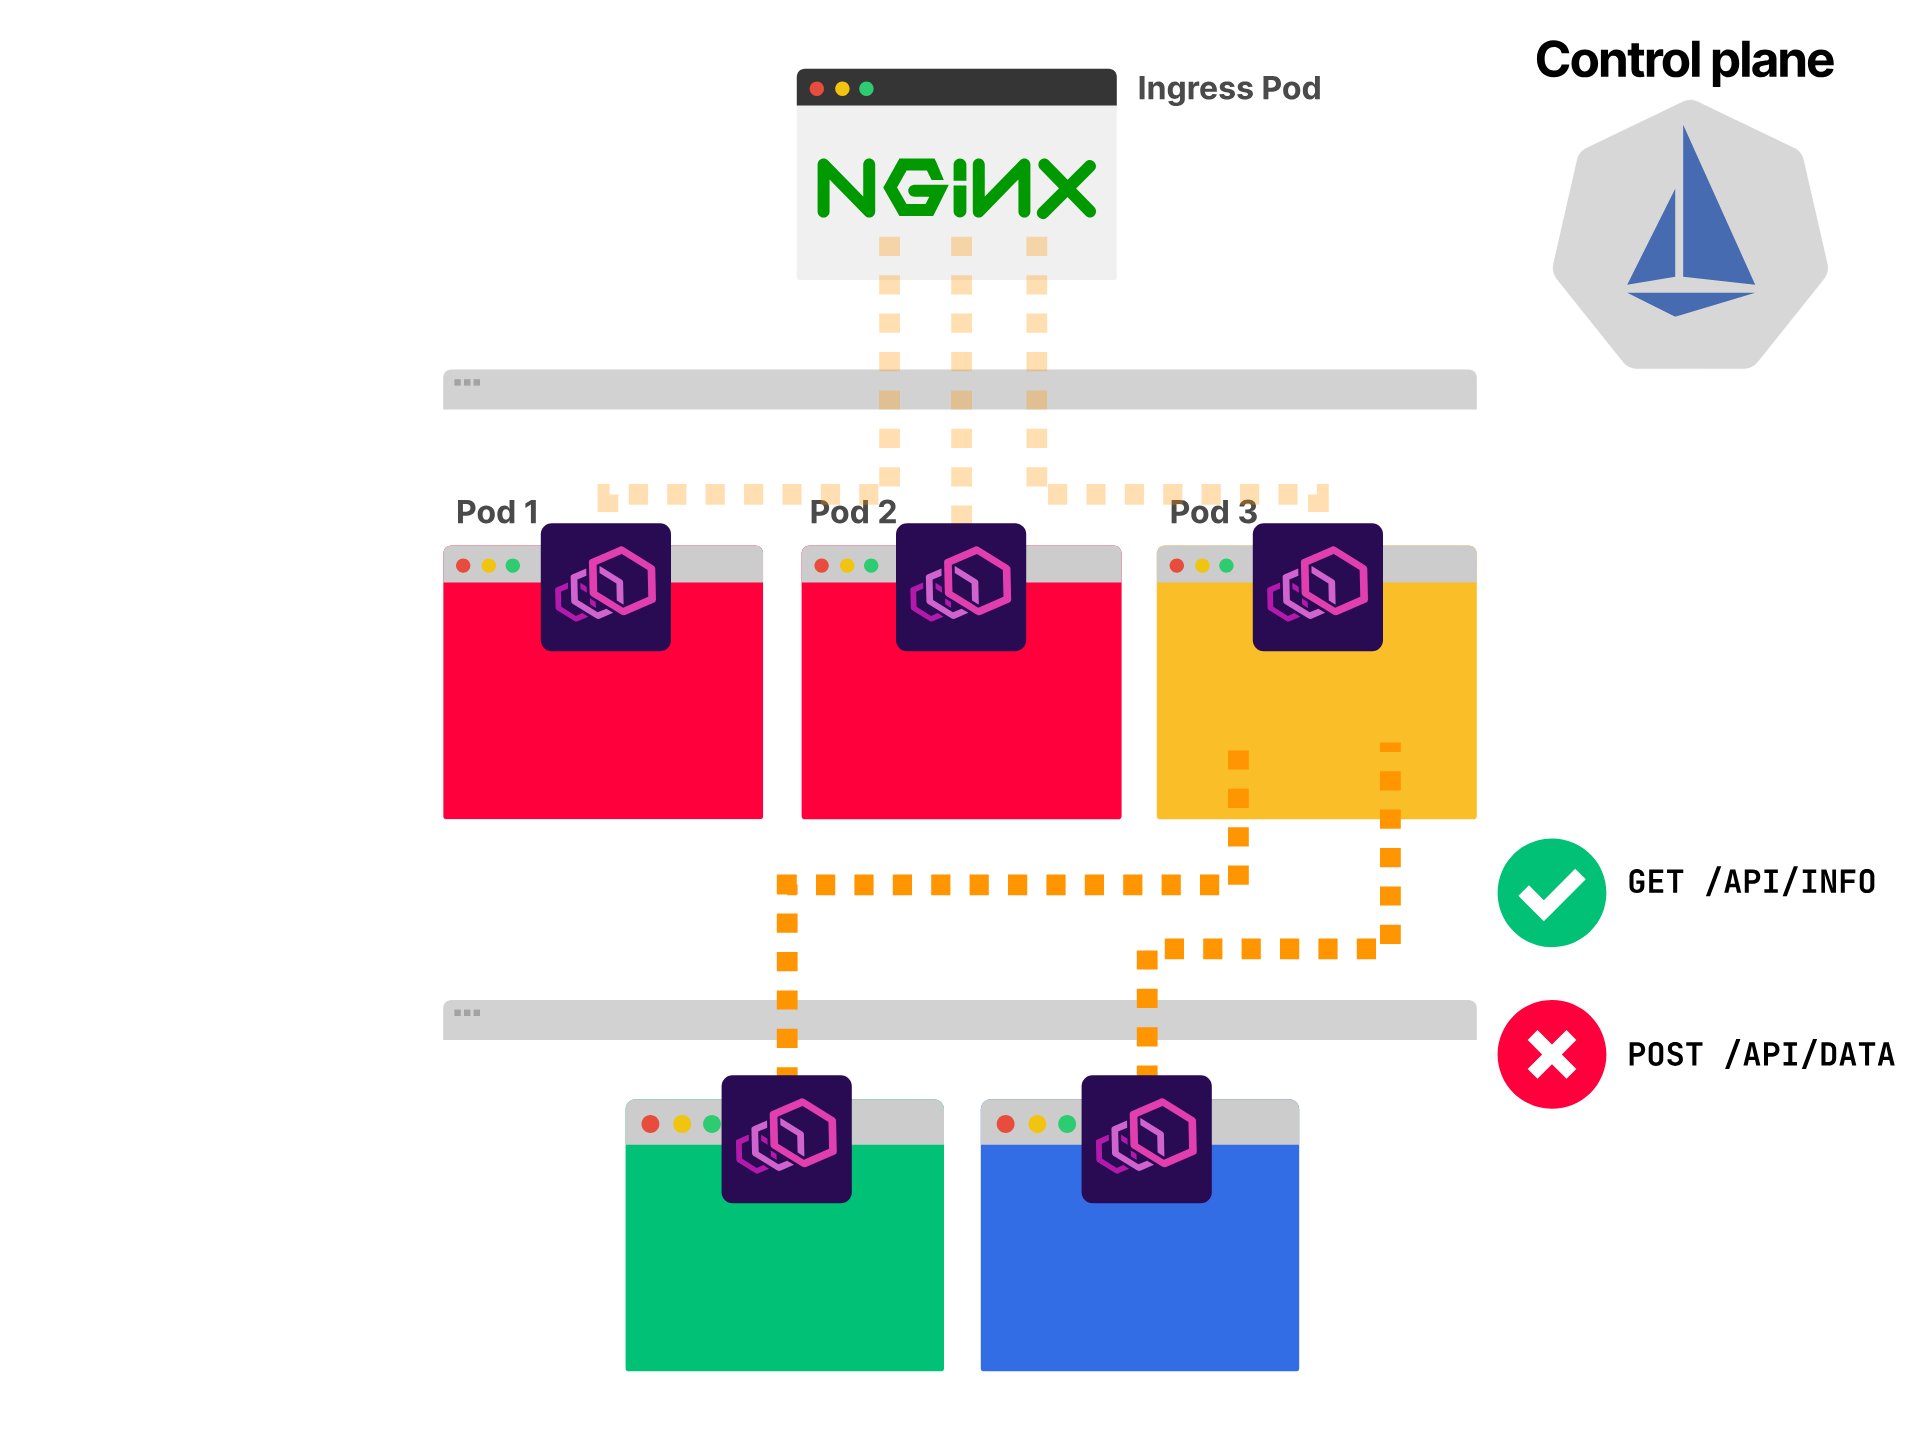 Control plane
Ingress Pod
NGINX
Pod 1
Pod 2
Pod 3
GET /API/INFO
POST /API/DATA